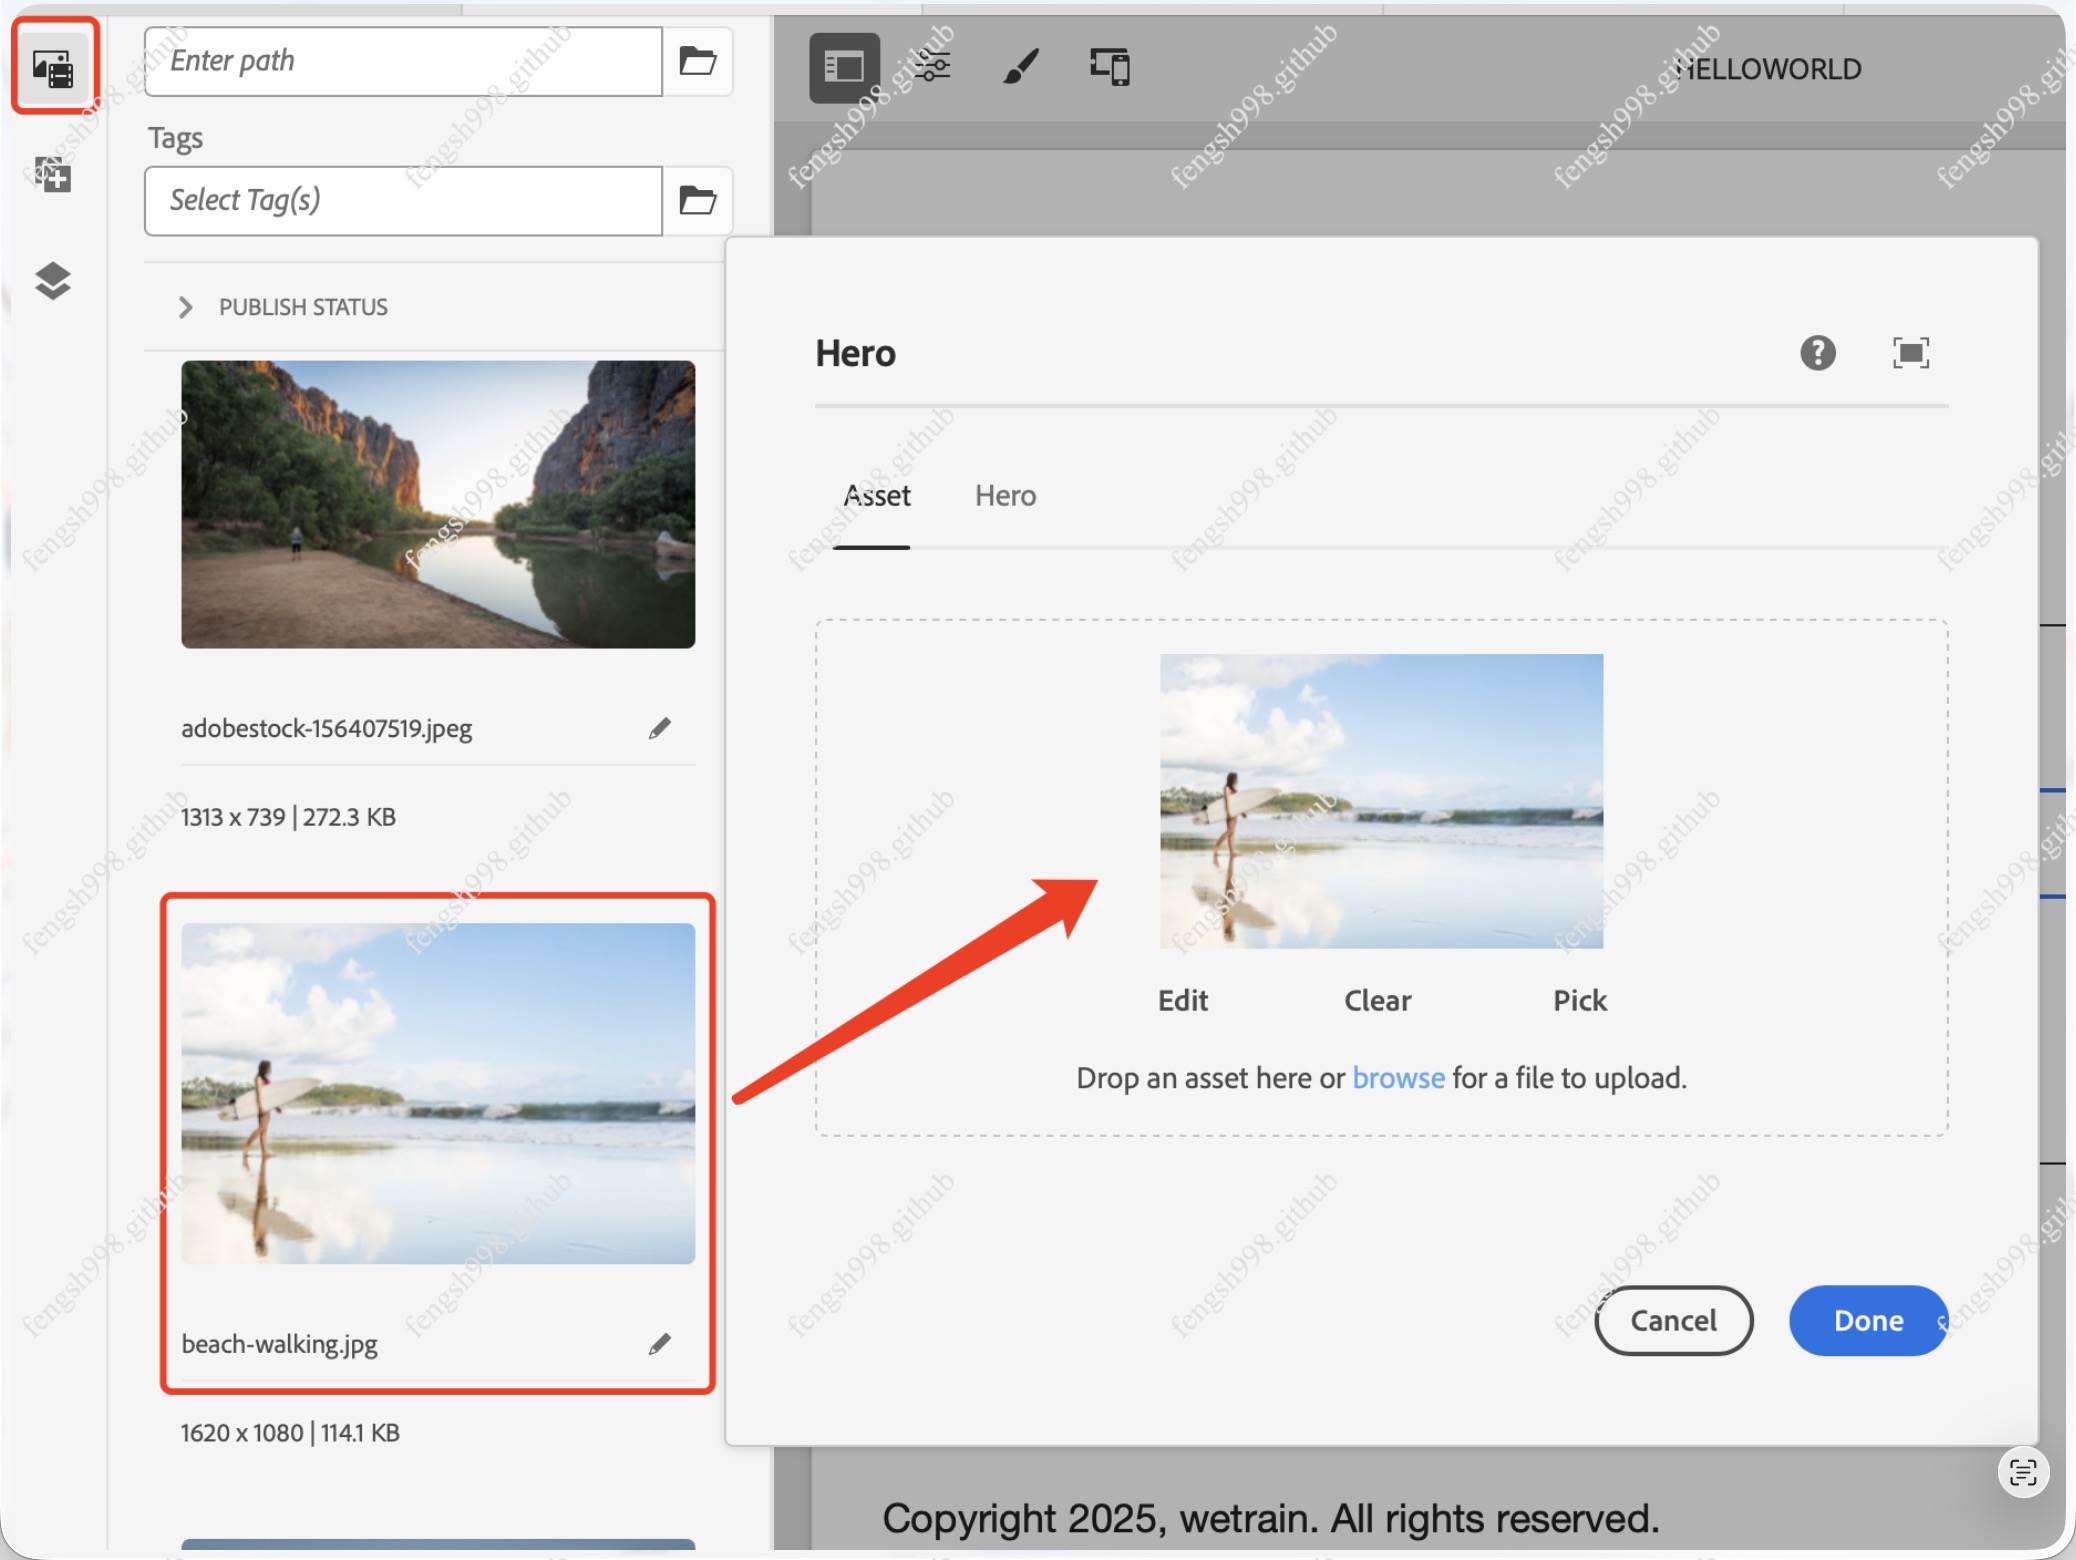 Enter path
HELLOWORLD
Tags
Select Tag(s)
PUBLISH STATUS
Hero
Asset
Hero
adobestock-156407519.jpeg
1313 x 739 | 272.3 KB
Edit
Clear
Pick
Drop an asset here or browse for a file to upload.
Cancel
Done
beach-walking.jpg
1620 x 1080 | 114.1 KB
Copyright 2025, wetrain. All rights reserved.
fengsh998.github